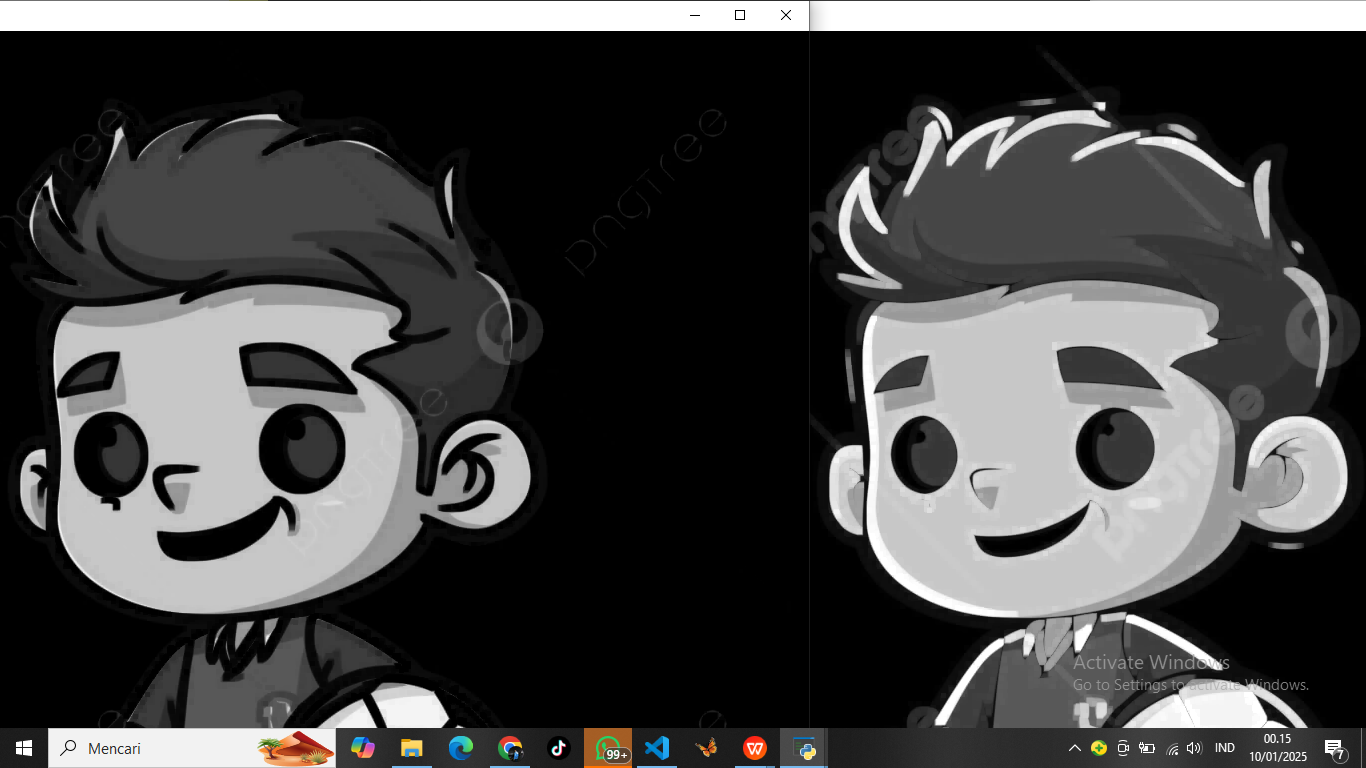 pngtree
pngtree
pngtree
pngtree
pngtree
Activate Windows
Go to Settings to activate Windows.
Mencari
99+
IND
00.15
10/01/2025
7